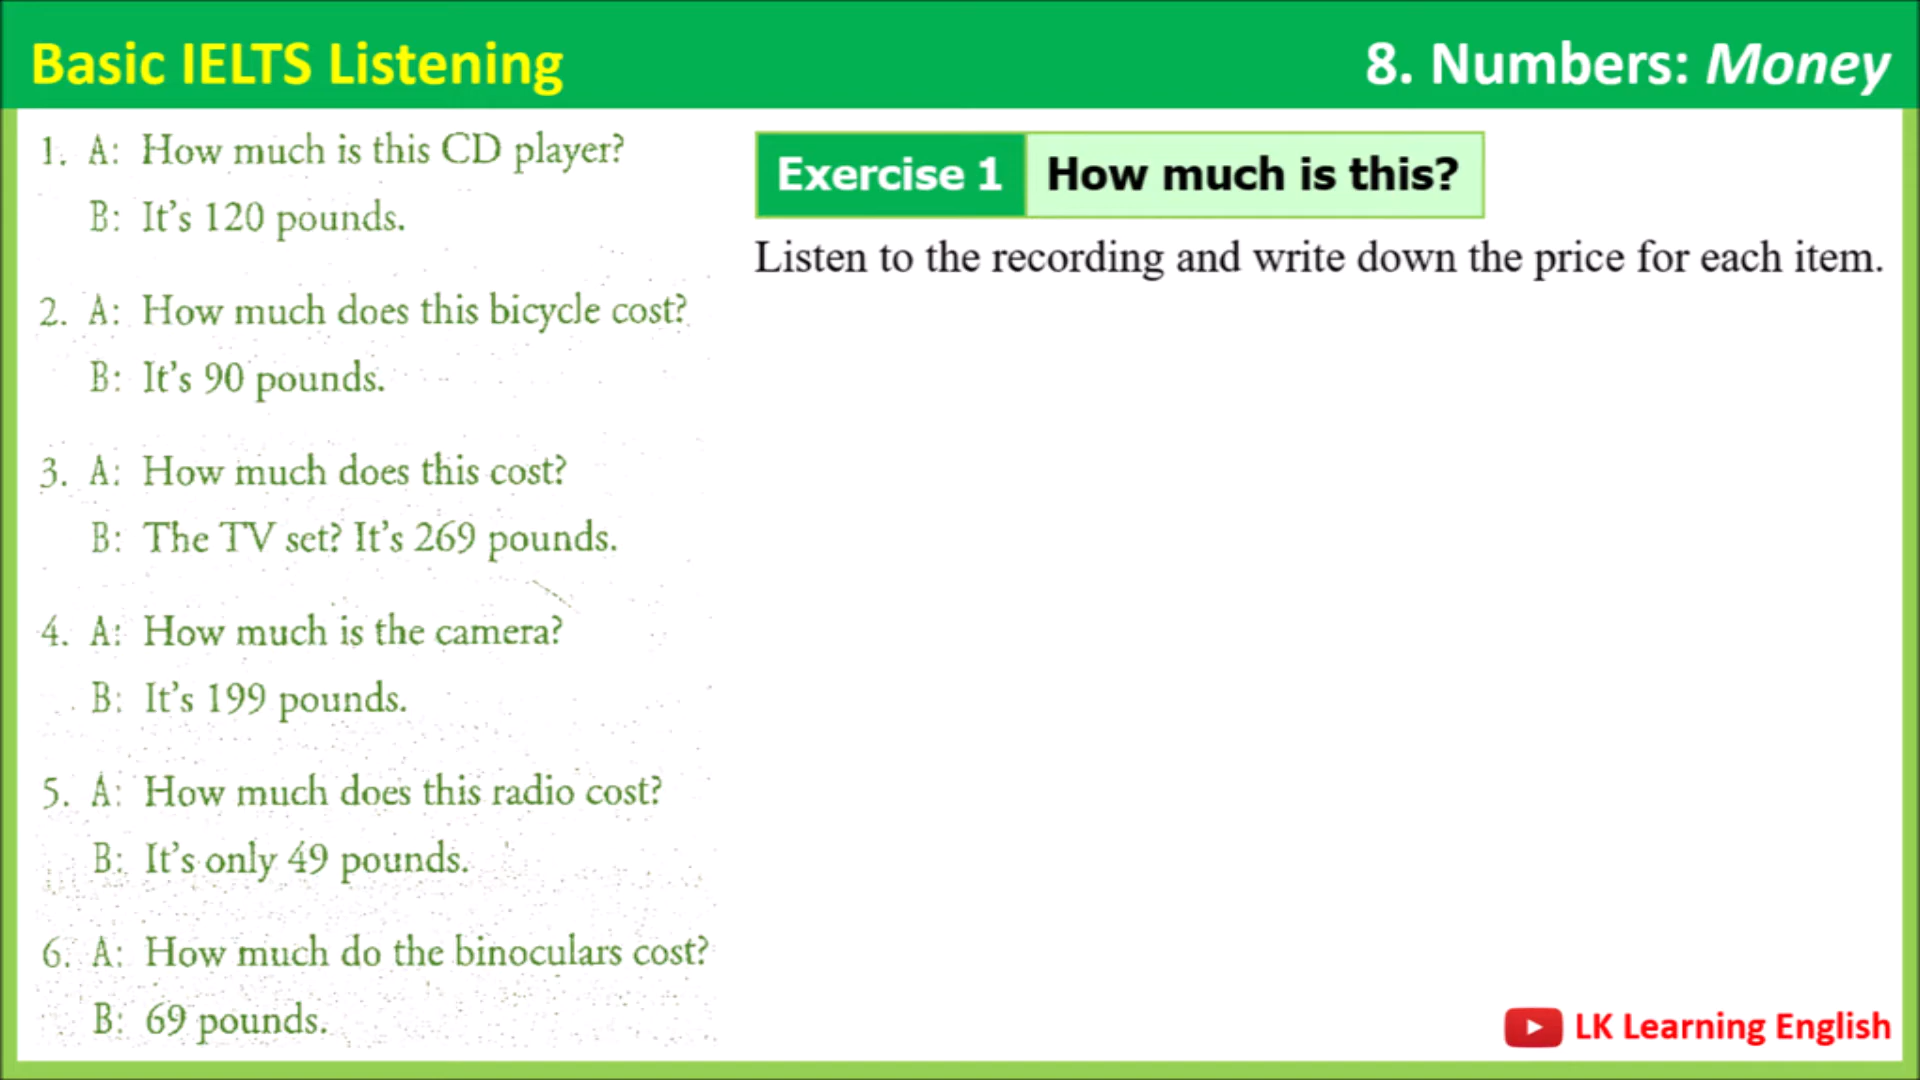 Basic IELTS Listening
8. Numbers: Money
1. A: How much is this CD player?
B: It's 120 pounds.
2. A: How much does this bicycle cost?
B: It's 90 pounds.
3. A: How much does this cost?
B: The TV set? It's 269 pounds.
4. A: How much is the camera?
B: It's 199 pounds.
5. A: How much does this radio cost?
B: It's only 49 pounds.
6. A: How much do the binoculars cost?
B: 69 pounds.
Exercise 1 How much is this?
Listen to the recording and write down the price for each item.
LK Learning English